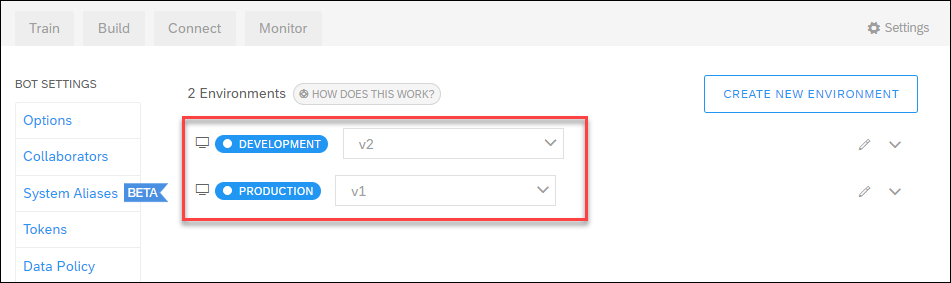 Train Build Connect Monitor Settings
BOT SETTINGS
2 Environments HOW DOES THIS WORK? CREATE NEW ENVIRONMENT
Options
DEVELOPMENT v2
Collaborators
System Aliases BETA
PRODUCTION v1
Tokens
Data Policy